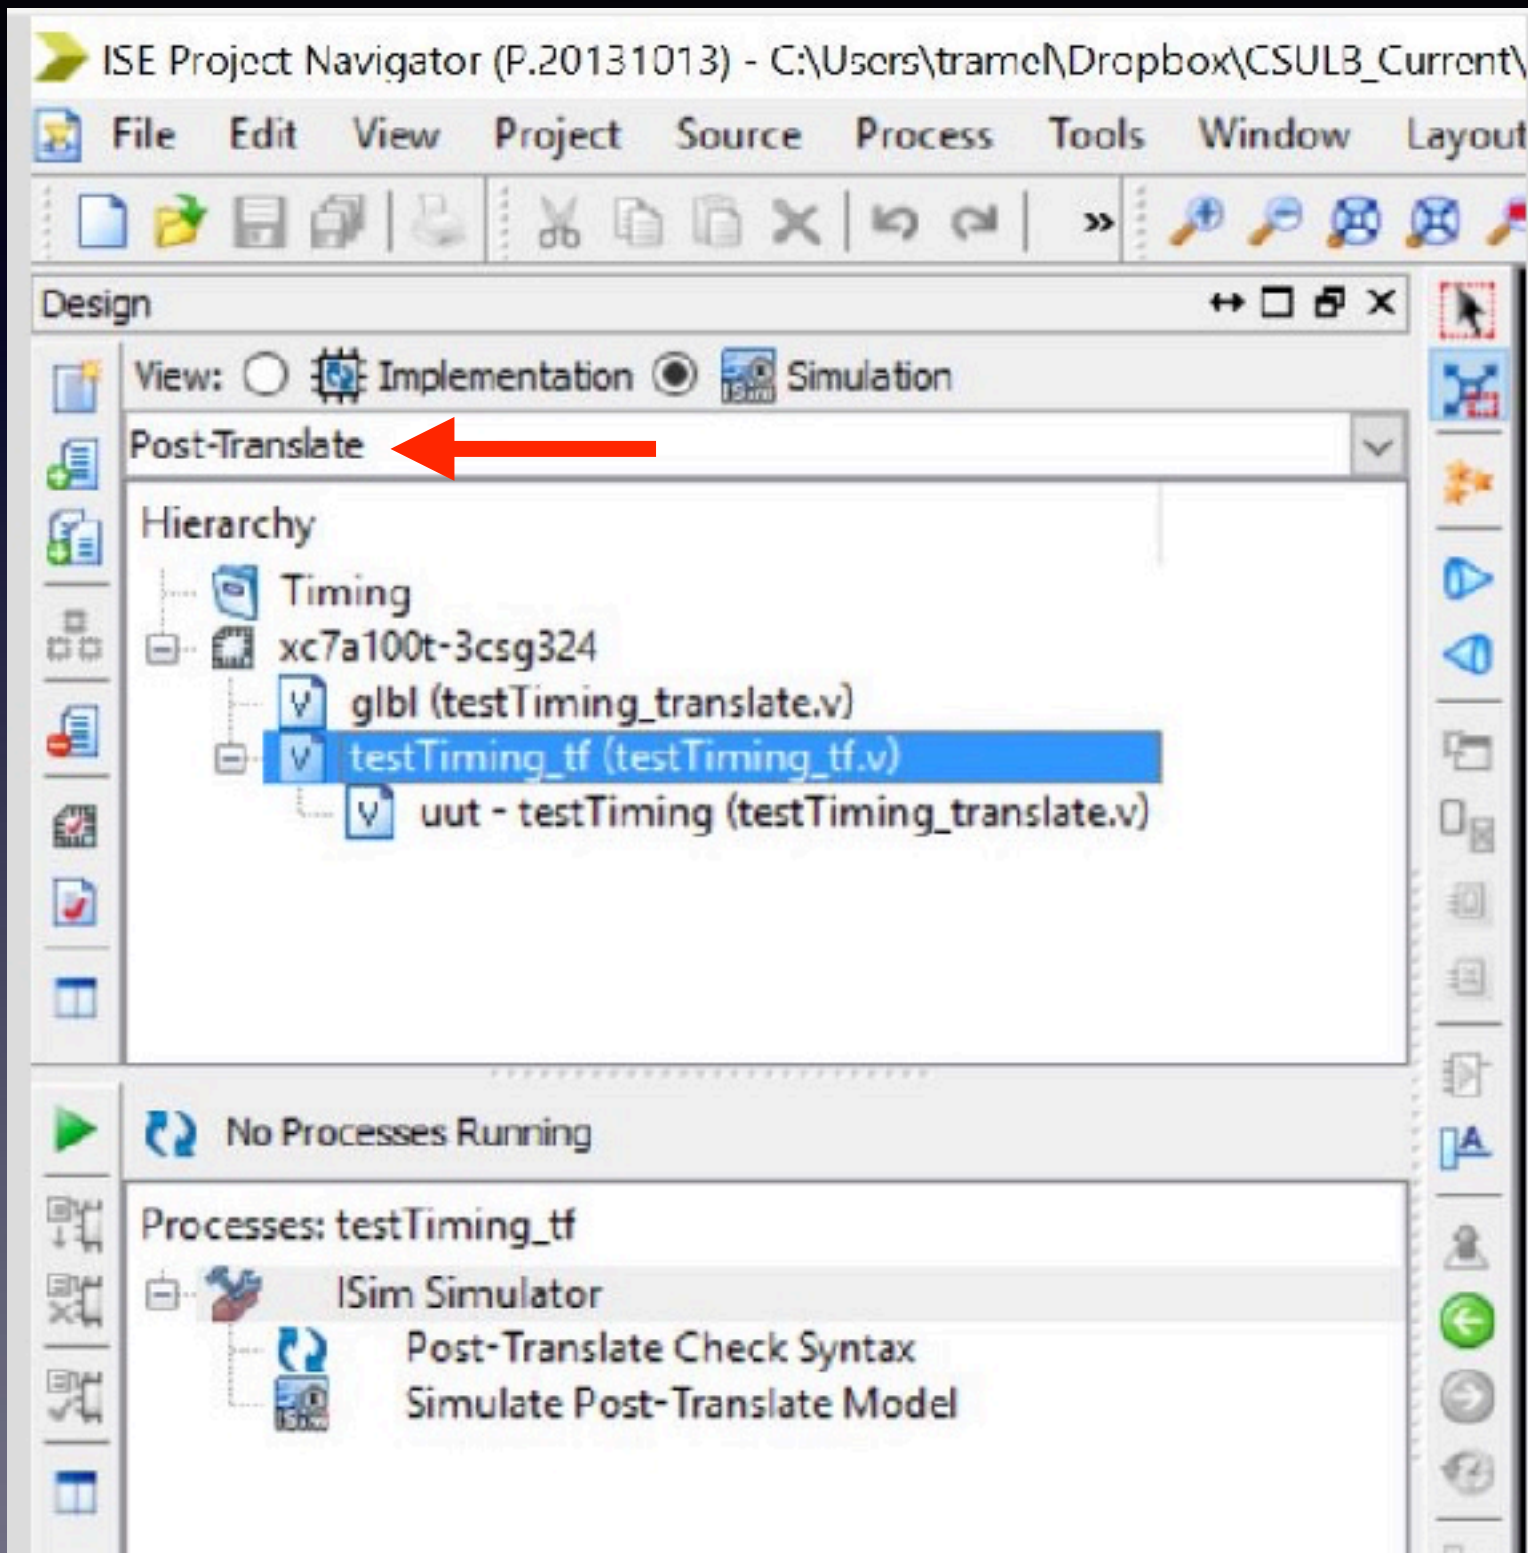 ISE Project Navigator (P.20131013) - C:\Users\tramel\Dropbox\CSULB_Current\
File Edit View Project Source Process Tools Window Layout
Design
View: Implementation Simulation
Post-Translate
Hierarchy
Timing
xc7a100t-3csg324
glbl (testTiming_translate.v)
testTiming_tf (testTiming_tf.v)
uut - testTiming (testTiming_translate.v)
No Processes Running
Processes: testTiming_tf
ISim Simulator
Post-Translate Check Syntax
Simulate Post-Translate Model